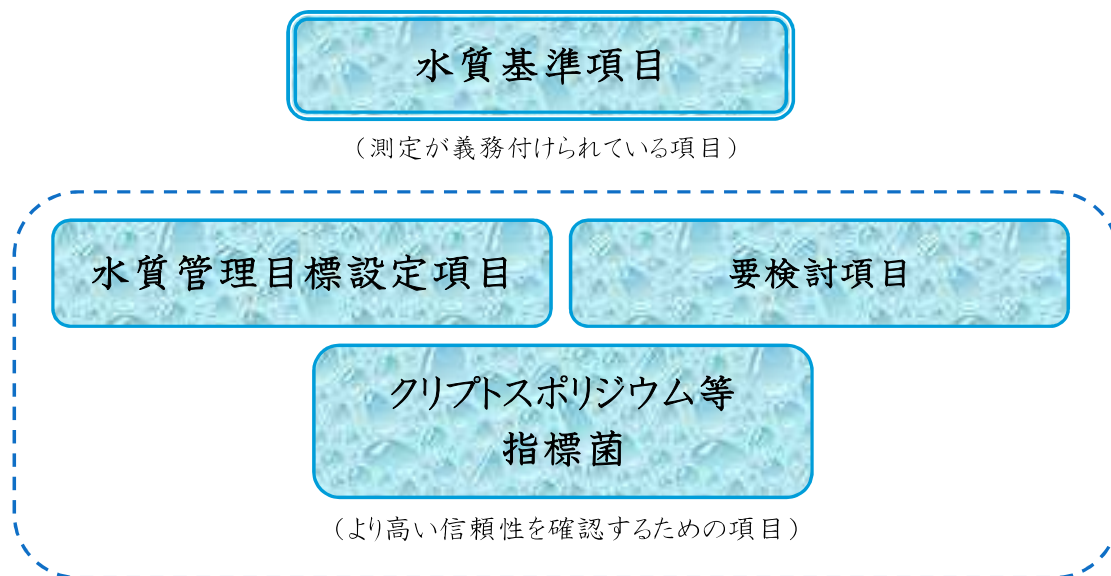 水質基準項目
（測定が義務付けられている項目）
水質管理目標設定項目
要検討項目
クリプトスポリジウム等
指標菌
（より高い信頼性を確認するための項目）